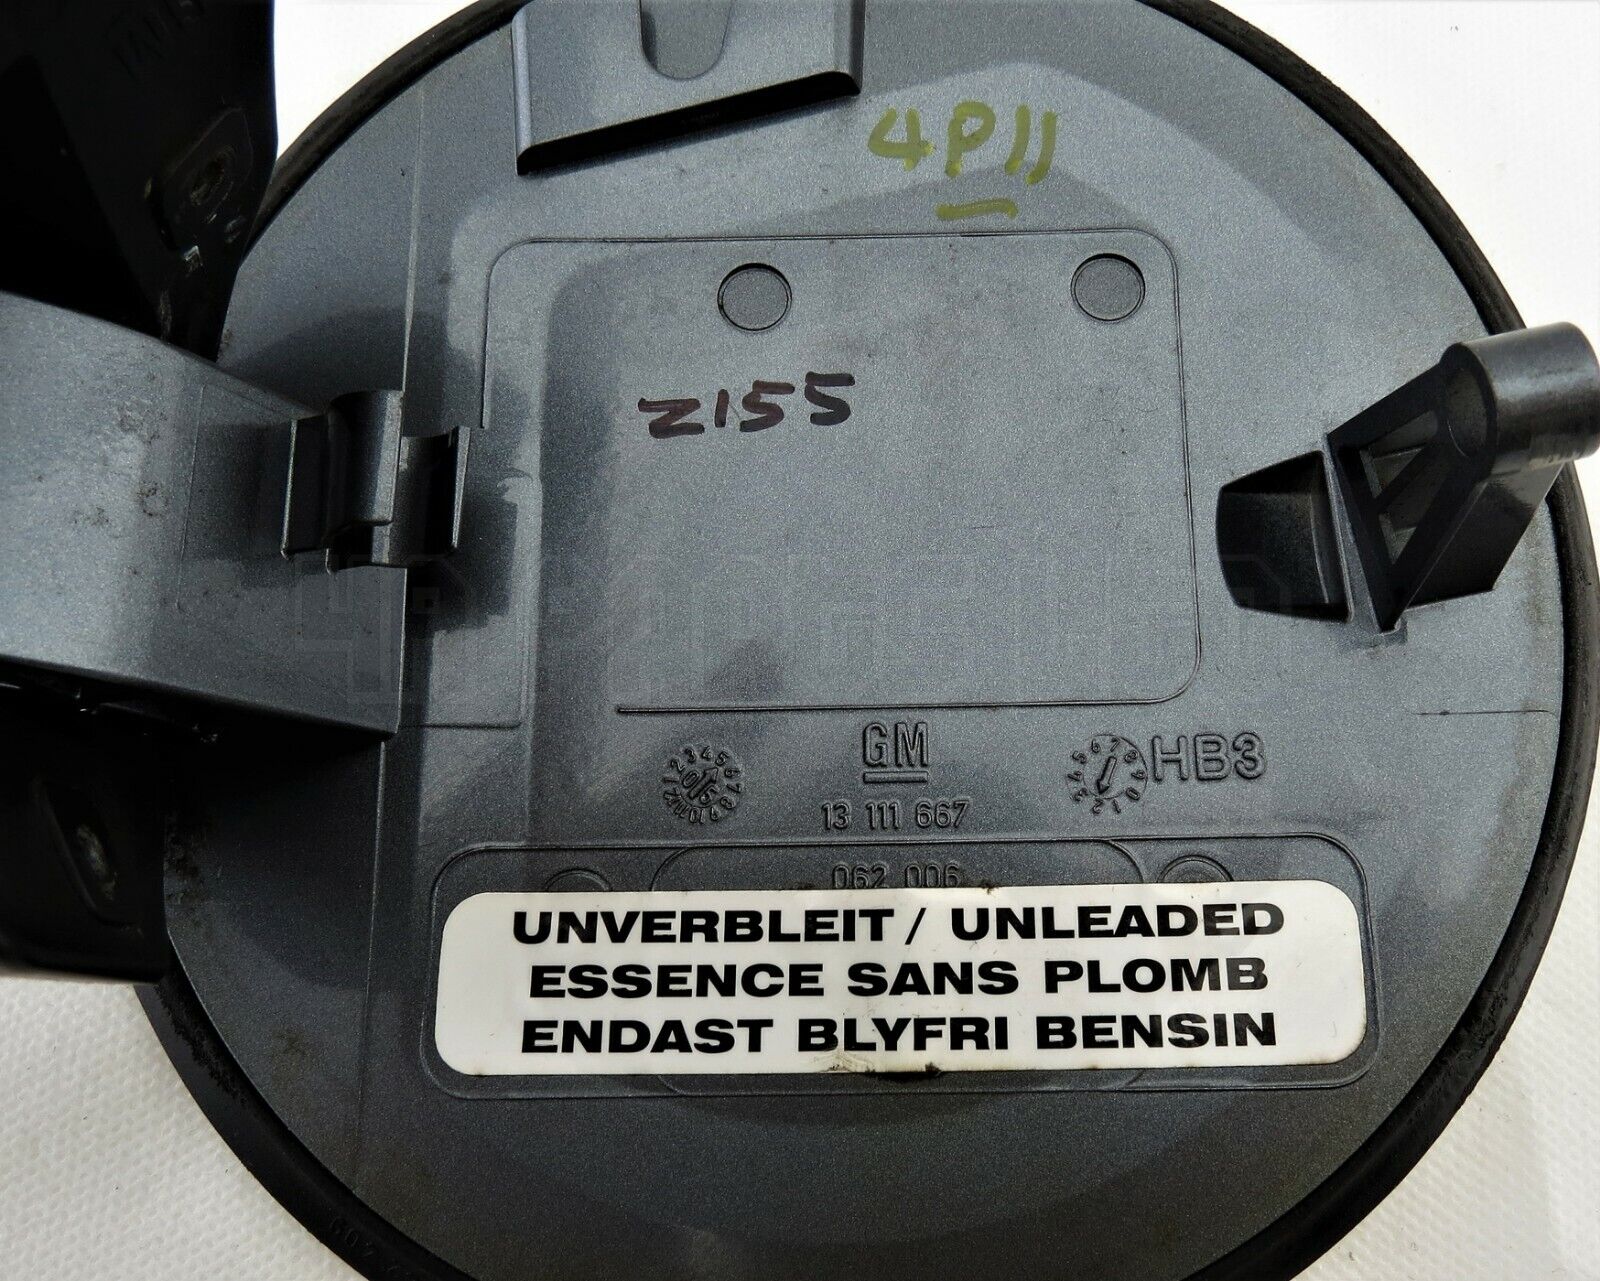 4P11
Z155
GM
HB3
13 111 667
062 006
UNVERBLEIT / UNLEADED
ESSENCE SANS PLOMB
ENDAST BLYFRI BENSIN